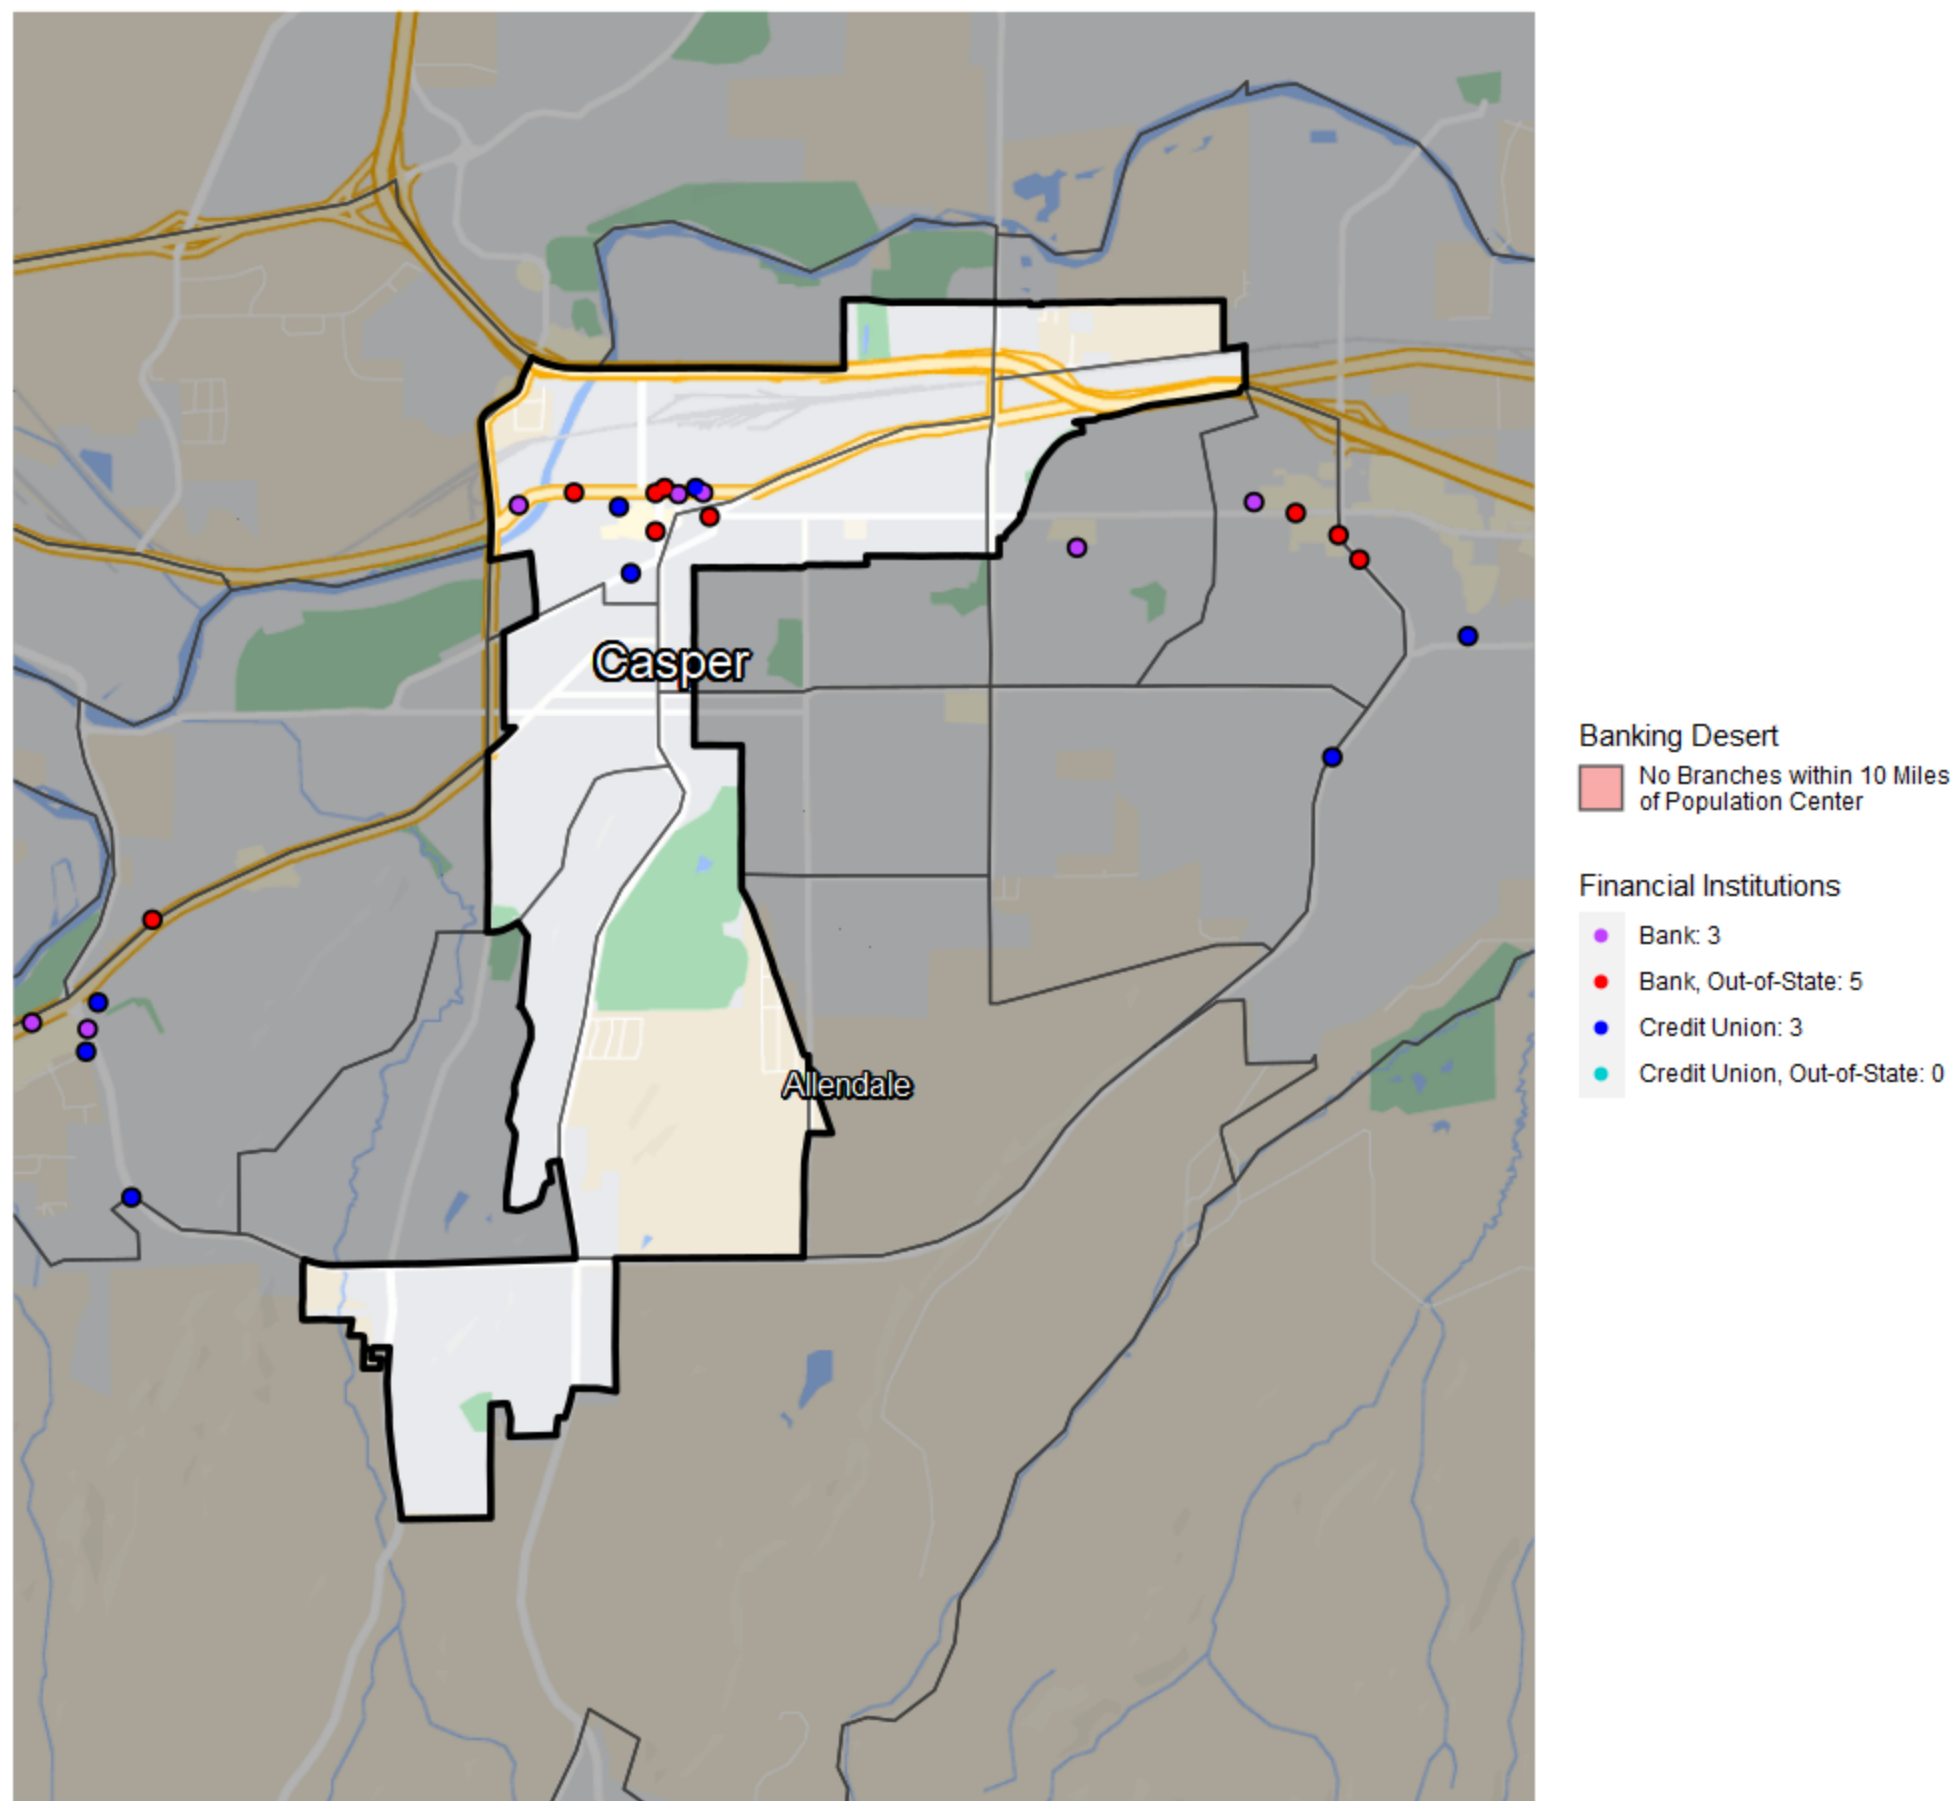 Casper
Allendale
Banking Desert
No Branches within 10 Miles
of Population Center
Financial Institutions
Bank: 3
Bank, Out-of-State: 5
Credit Union: 3
Credit Union, Out-of-State: 0